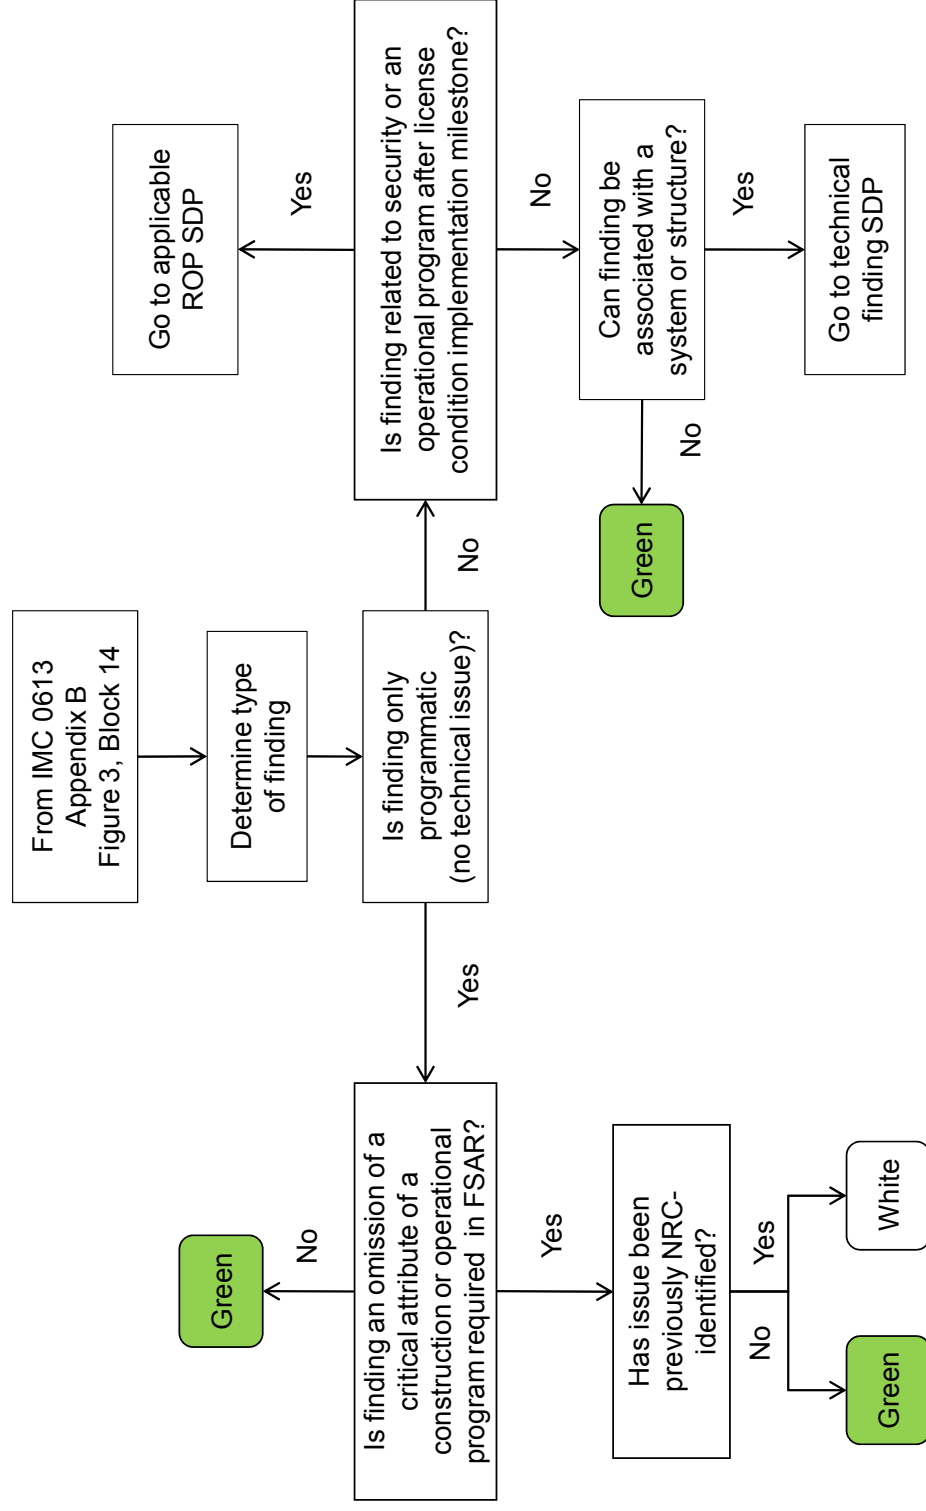 From IMC 0613
Appendix B
Figure 3, Block 14
Determine type
of finding
Is finding only
programmatic
(no technical issue)?
Yes
No
Is finding an omission of a
critical attribute of a
construction or operational
program required in FSAR?
No
Green
Yes
Has issue been
previously NRC-
identified?
No
Yes
Green
White
Is finding related to security or an
operational program after license
condition implementation milestone?
Yes
Go to applicable
ROP SDP
No
Can finding be
associated with a
system or structure?
No
Green
Yes
Go to technical
finding SDP